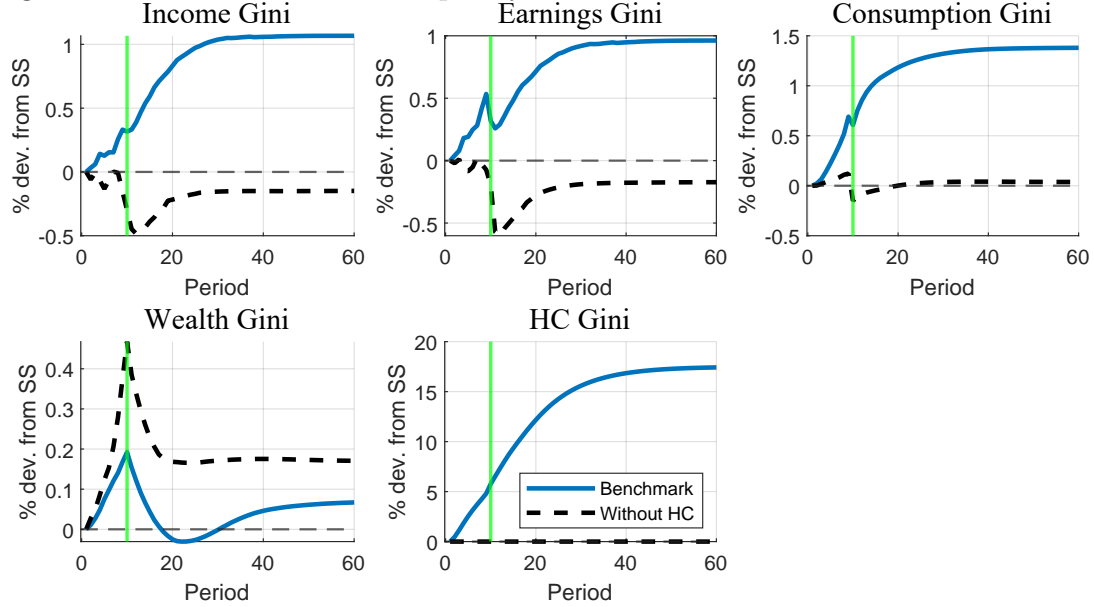 Income Gini
Earnings Gini
Consumption Gini
% dev. from SS
1
0.5
0
-0.5
0 20 40 60
Period
% dev. from SS
1
0.5
0
-0.5
0 20 40 60
Period
% dev. from SS
1.5
1
0.5
0
-0.5
0 20 40 60
Period
Wealth Gini
HC Gini
% dev. from SS
0.4
0.3
0.2
0.1
0
0 20 40 60
Period
% dev. from SS
20
15
10
5
0
0 20 40 60
Period
Benchmark
Without HC